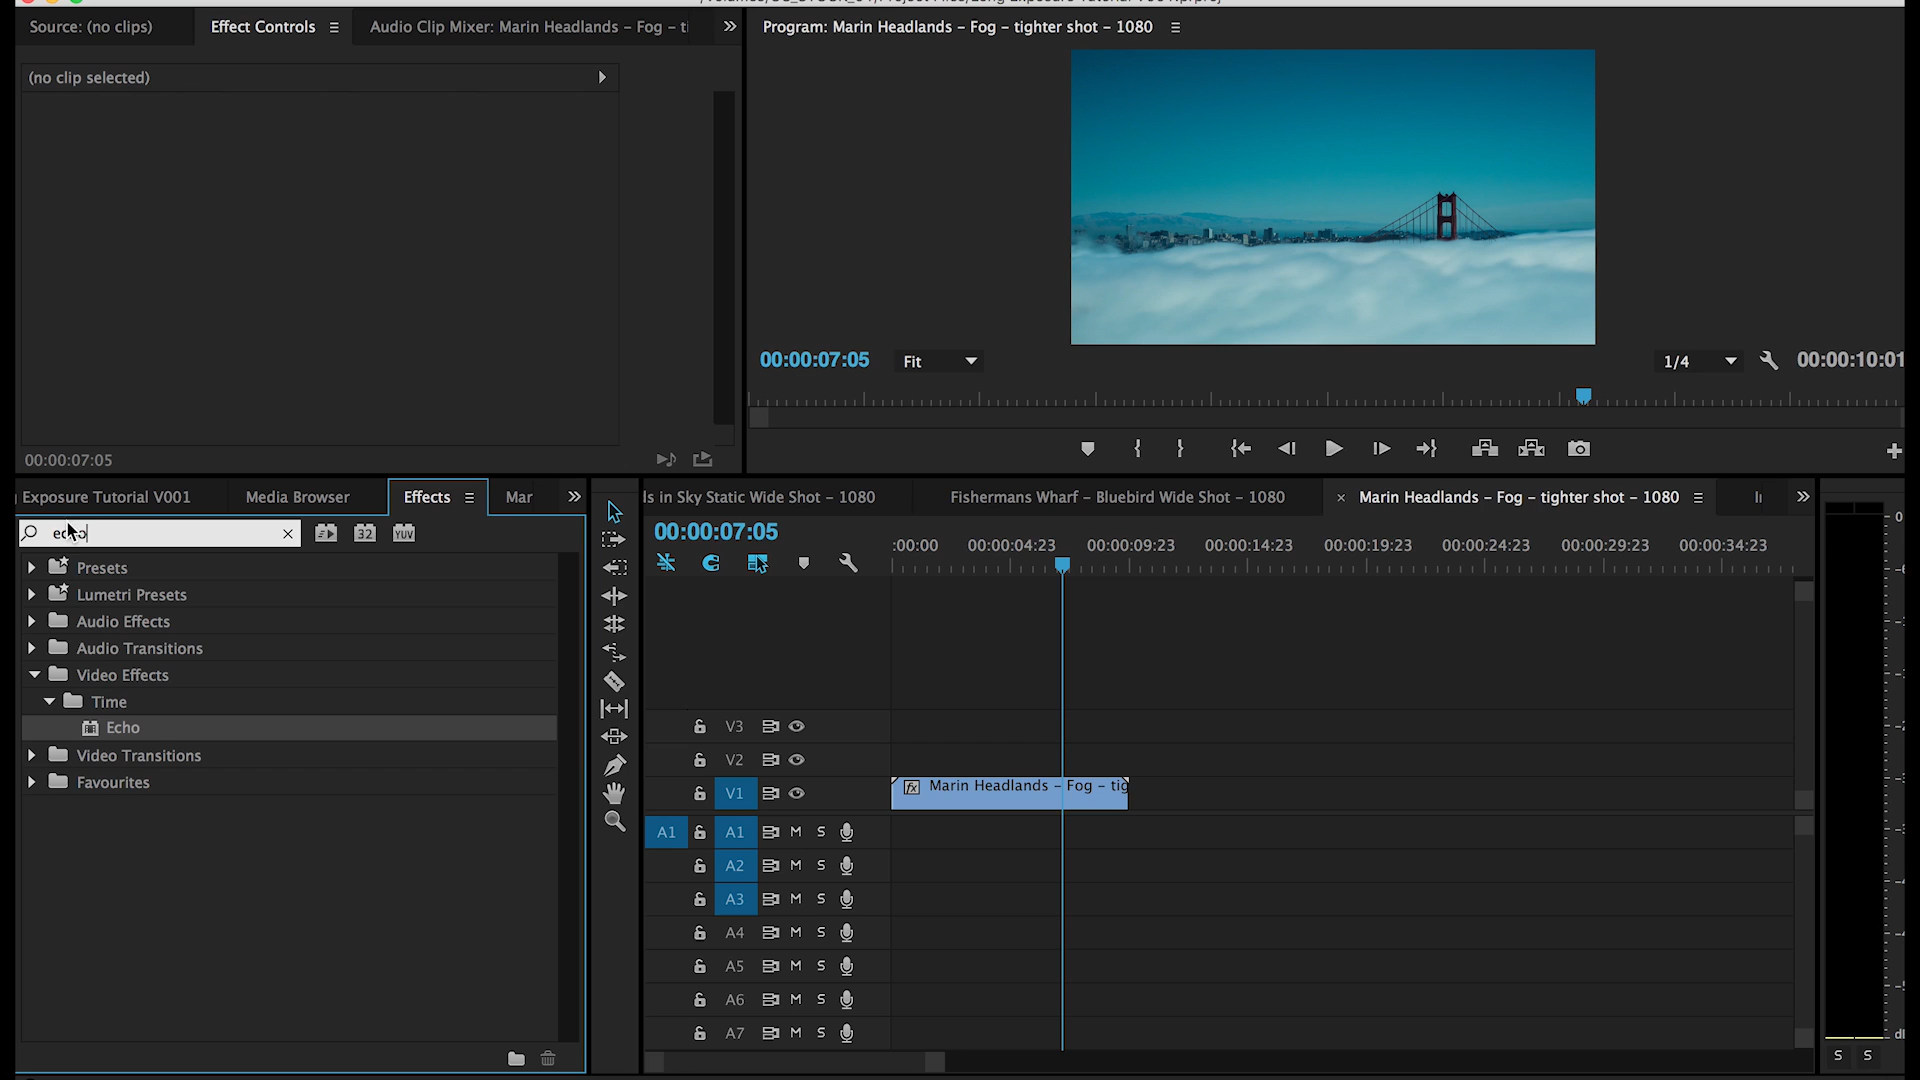 Source: (no clips)
Effect Controls
Audio Clip Mixer: Marin Headlands – Fog – ti
Program: Marin Headlands – Fog – tighter shot – 1080
(no clip selected)
00:00:07:05
00:00:07:05
Fit
1/4
00:00:10:01
Exposure Tutorial V001
Media Browser
Effects
Mar
ls in Sky Static Wide Shot – 1080
Fishermans Wharf – Bluebird Wide Shot – 1080
× Marin Headlands – Fog – tighter shot – 1080
echo
32
YUV
00:00:07:05
:00:00
00:00:04:23
00:00:09:23
00:00:14:23
00:00:19:23
00:00:24:23
00:00:29:23
00:00:34:23
Presets
Lumetri Presets
Audio Effects
Audio Transitions
Video Effects
Time
Echo
Video Transitions
Favourites
V3
V2
V1
fx Marin Headlands – Fog – tig
A1 A1 M S
A2 M S
A3 M S
A4 M S
A5 M S
A6 M S
A7 M S
0
S S